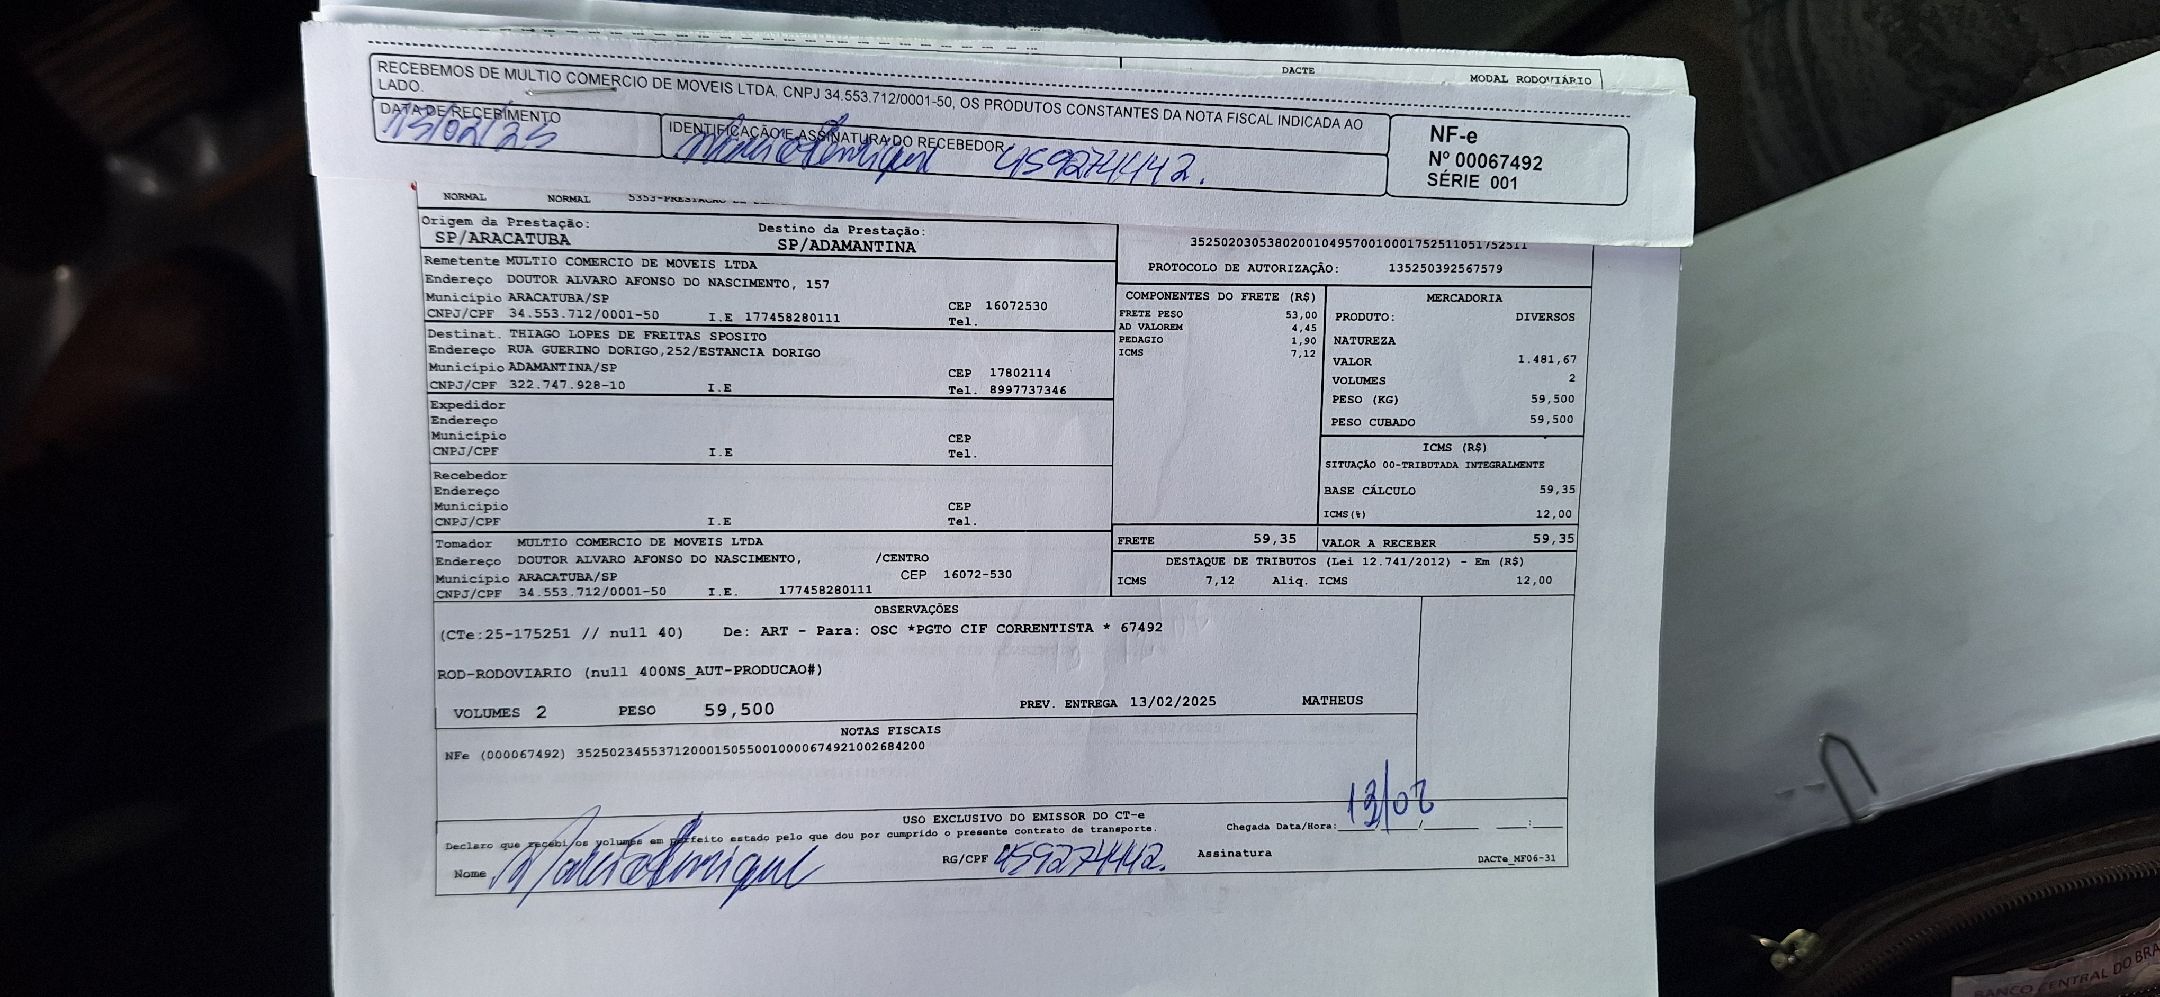 DACTE
MODAL RODOVIÁRIO
RECEBEMOS DE MULTIO COMERCIO DE MOVEIS LTDA, CNPJ 34.553.712/0001-50, OS PRODUTOS CONSTANTES DA NOTA FISCAL INDICADA AO
LADO.
DATA DE RECEBIMENTO
IDENTIFICAÇÃO E ASSINATURA DO RECEBEDOR
459274442.
NF-e
Nº 00067492
SÉRIE 001
NORMAL NORMAL
Origem da Prestação:
SP/ARACATUBA
Destino da Prestação:
SP/ADAMANTINA
35250203053802001049570010001752511051752511
PROTOCOLO DE AUTORIZAÇÃO: 135250392567579
Remetente MULTIO COMERCIO DE MOVEIS LTDA
Endereço DOUTOR ALVARO AFONSO DO NASCIMENTO, 157
Município ARACATUBA/SP CEP 16072530
CNPJ/CPF 34.553.712/0001-50 I.E 177458280111 Tel.
Destinat. THIAGO LOPES DE FREITAS SPOSITO
Endereço RUA GUERINO DORIGO,252/ESTANCIA DORIGO
Município ADAMANTINA/SP CEP 17802114
CNPJ/CPF 322.747.928-10 I.E Tel. 8997737346
Expedidor
Endereço
Município CEP
CNPJ/CPF I.E Tel.
Recebedor
Endereço
Município CEP
CNPJ/CPF I.E Tel.
Tomador MULTIO COMERCIO DE MOVEIS LTDA
Endereço DOUTOR ALVARO AFONSO DO NASCIMENTO, /CENTRO
Município ARACATUBA/SP CEP 16072-530
CNPJ/CPF 34.553.712/0001-50 I.E. 177458280111
COMPONENTES DO FRETE (R$)
FRETE PESO 53,00
AD VALOREM 4,45
PEDAGIO 1,90
ICMS 7,12
MERCADORIA
PRODUTO: DIVERSOS
NATUREZA
VALOR 1.481,67
VOLUMES 2
PESO (KG) 59,500
PESO CUBADO 59,500
ICMS (R$)
SITUAÇÃO 00-TRIBUTADA INTEGRALMENTE
BASE CÁLCULO 59,35
ICMS(%) 12,00
FRETE 59,35 VALOR A RECEBER 59,35
DESTAQUE DE TRIBUTOS (Lei 12.741/2012) - Em (R$)
ICMS 7,12 Aliq. ICMS 12,00
OBSERVAÇÕES
(CTe:25-175251 // null 40) De: ART - Para: OSC *PGTO CIF CORRENTISTA * 67492
ROD-RODOVIARIO (null 400NS_AUT-PRODUCAO#)
VOLUMES 2 PESO 59,500 PREV. ENTREGA 13/02/2025 MATHEUS
NOTAS FISCAIS
NFe (000067492) 35250234553712000150550010000674921002684200
USO EXCLUSIVO DO EMISSOR DO CT-e
Declaro que recebi os volumes em perfeito estado pelo que dou por cumprido o presente contrato de transporte.
Chegada Data/Hora: 13/02
Nome
RG/CPF 459274442.
Assinatura
DACTe_MF06-31
BANCO CENTRAL DO BRA